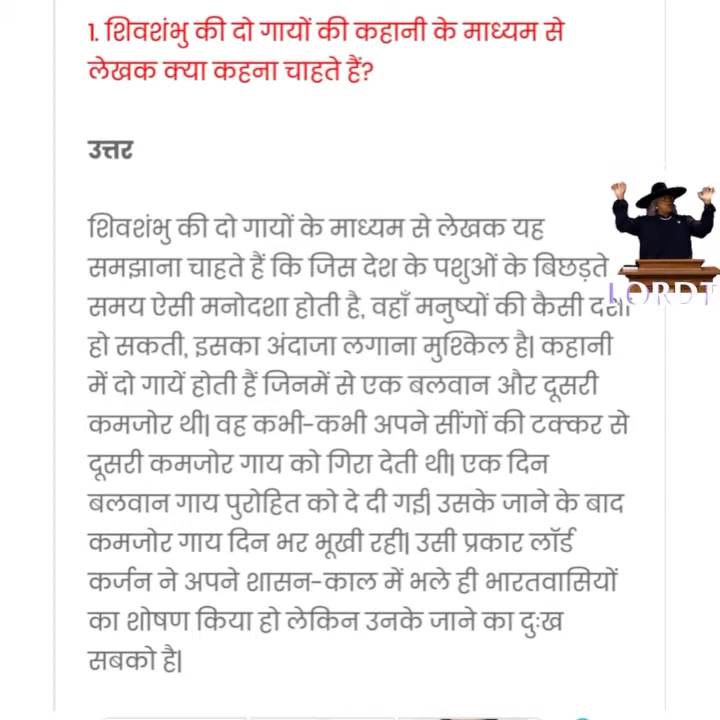 1. शिवशंभु की दो गायों की कहानी के माध्यम से
लेखक क्या कहना चाहते हैं?
उत्तर
शिवशंभु की दो गायों के माध्यम से लेखक यह
समझाना चाहते हैं कि जिस देश के पशुओं के बिछड़ते
समय ऐसी मनोदशा होती है, वहाँ मनुष्यों की कैसी दशा
हो सकती, इसका अंदाजा लगाना मुश्किल है| कहानी
में दो गायें होती हैं जिनमें से एक बलवान और दूसरी
कमजोर थी| वह कभी-कभी अपने सींगों की टक्कर से
दूसरी कमजोर गाय को गिरा देती थी| एक दिन
बलवान गाय पुरोहित को दे दी गई| उसके जाने के बाद
कमजोर गाय दिन भर भूखी रही| उसी प्रकार लॉर्ड
कर्जन ने अपने शासन-काल में भले ही भारतवासियों
का शोषण किया हो लेकिन उनके जाने का दुःख
सबको है|
LORDT